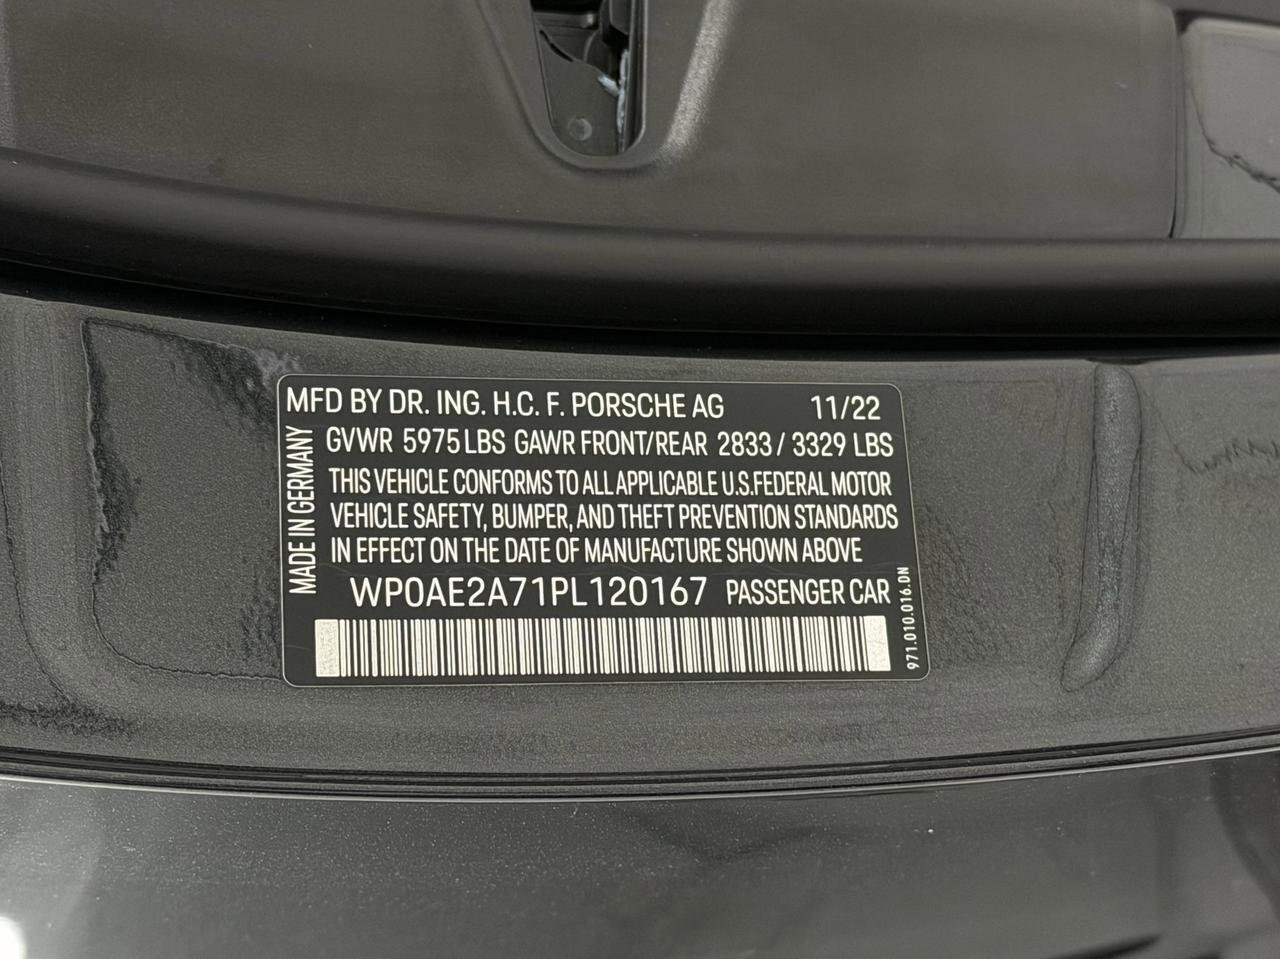 MFD BY DR. ING. H.C. F. PORSCHE AG 11/22
GVWR 5975 LBS GAWR FRONT/REAR 2833 / 3329 LBS
THIS VEHICLE CONFORMS TO ALL APPLICABLE U.S.FEDERAL MOTOR
VEHICLE SAFETY, BUMPER, AND THEFT PREVENTION STANDARDS
IN EFFECT ON THE DATE OF MANUFACTURE SHOWN ABOVE
WP0AE2A71PL120167 PASSENGER CAR
MADE IN GERMANY
971.010.016.DN